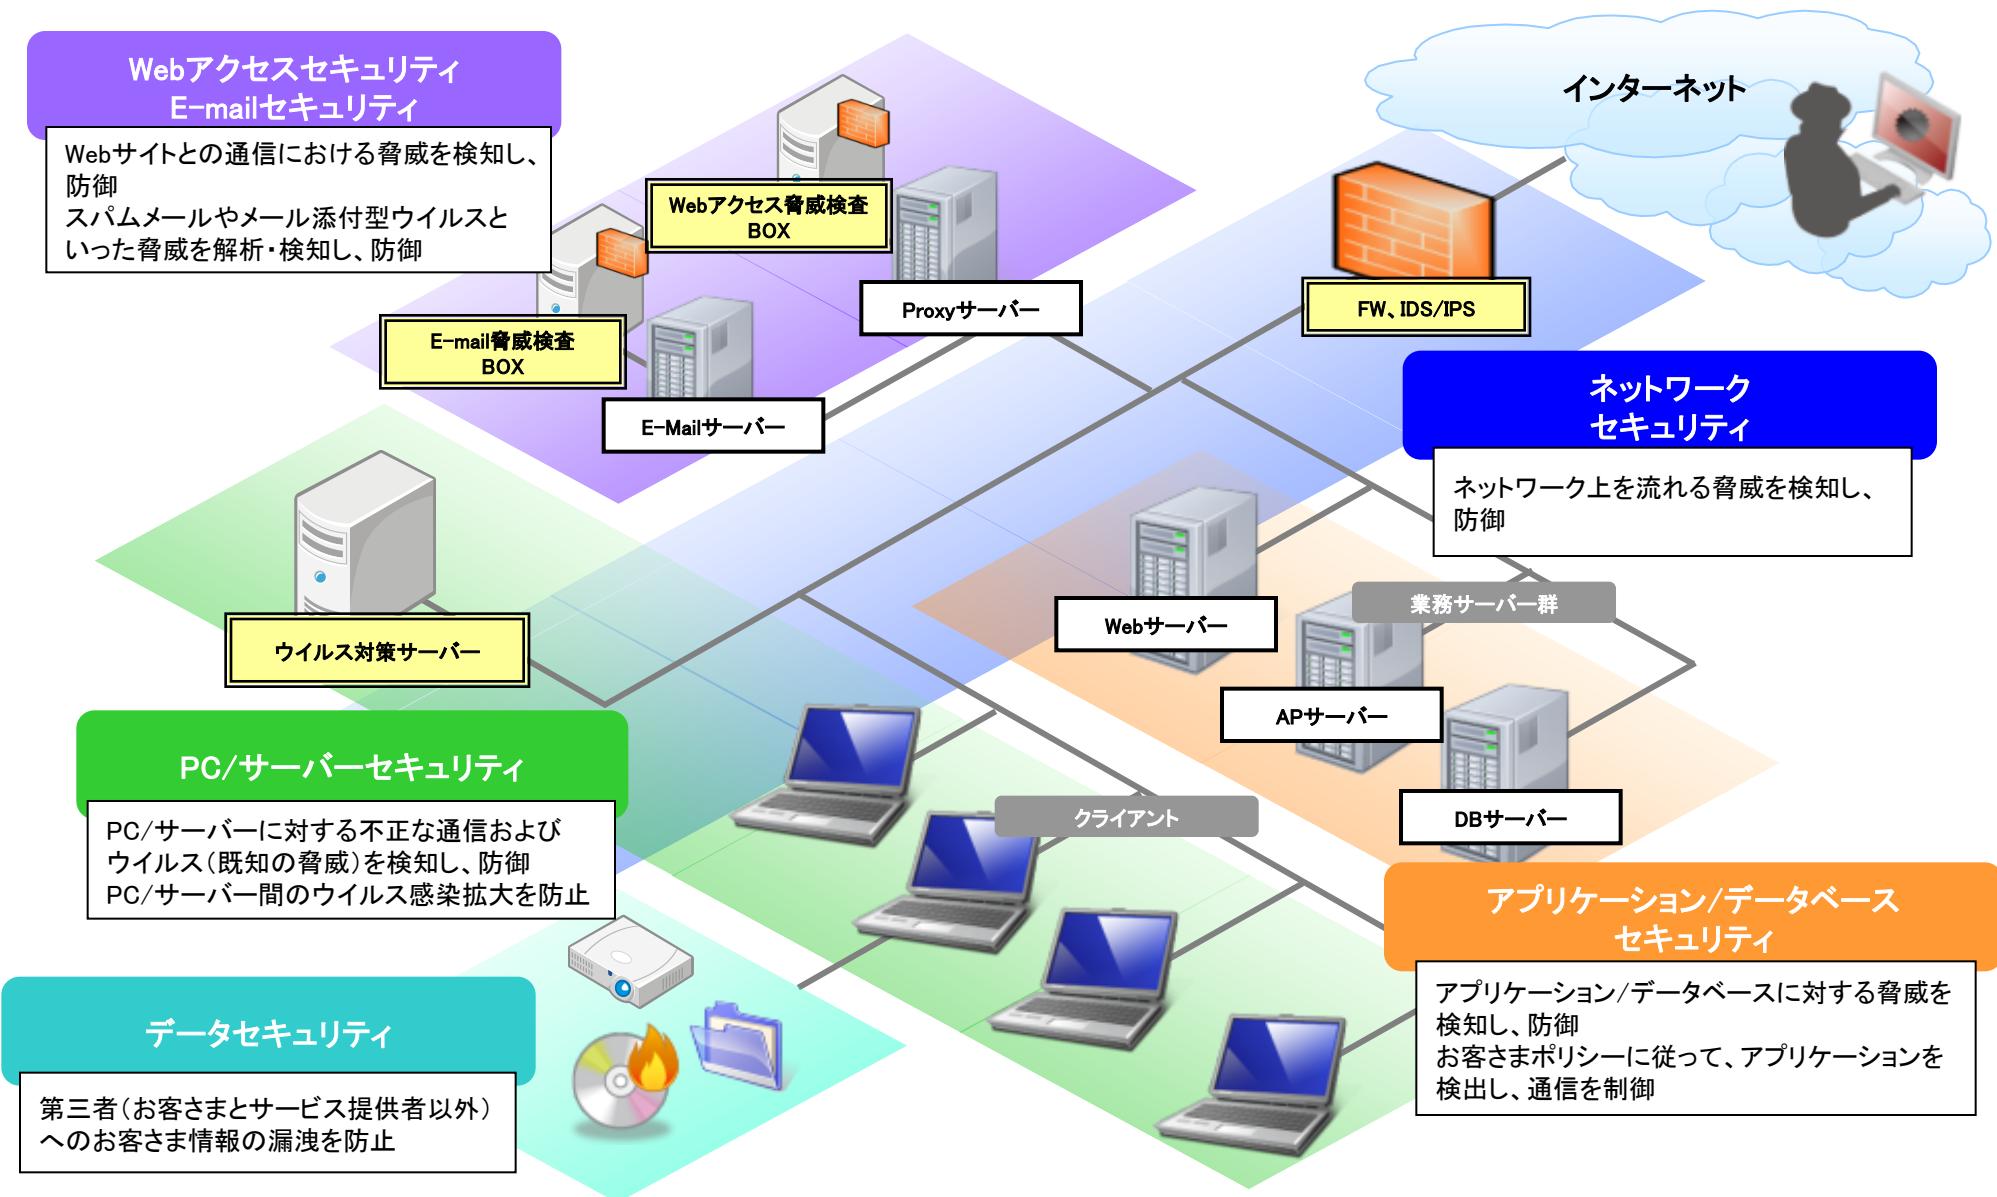 Webアクセスセキュリティ
E-mailセキュリティ
Webサイトとの通信における脅威を検知し、
防御
スパムメールやメール添付型ウイルスと
いった脅威を解析・検知し、防御
インターネット
Webアクセス脅威検査
BOX
Proxyサーバー
E-mail脅威検査
BOX
E-Mailサーバー
FW、IDS/IPS
ネットワーク
セキュリティ
ネットワーク上を流れる脅威を検知し、
防御
業務サーバー群
Webサーバー
APサーバー
DBサーバー
ウイルス対策サーバー
PC/サーバーセキュリティ
PC/サーバーに対する不正な通信および
ウイルス(既知の脅威)を検知し、防御
PC/サーバー間のウイルス感染拡大を防止
クライアント
アプリケーション/データベース
セキュリティ
アプリケーション/データベースに対する脅威を
検知し、防御
お客さまポリシーに従って、アプリケーションを
検出し、通信を制御
データセキュリティ
第三者(お客さまとサービス提供者以外)
へのお客さま情報の漏洩を防止